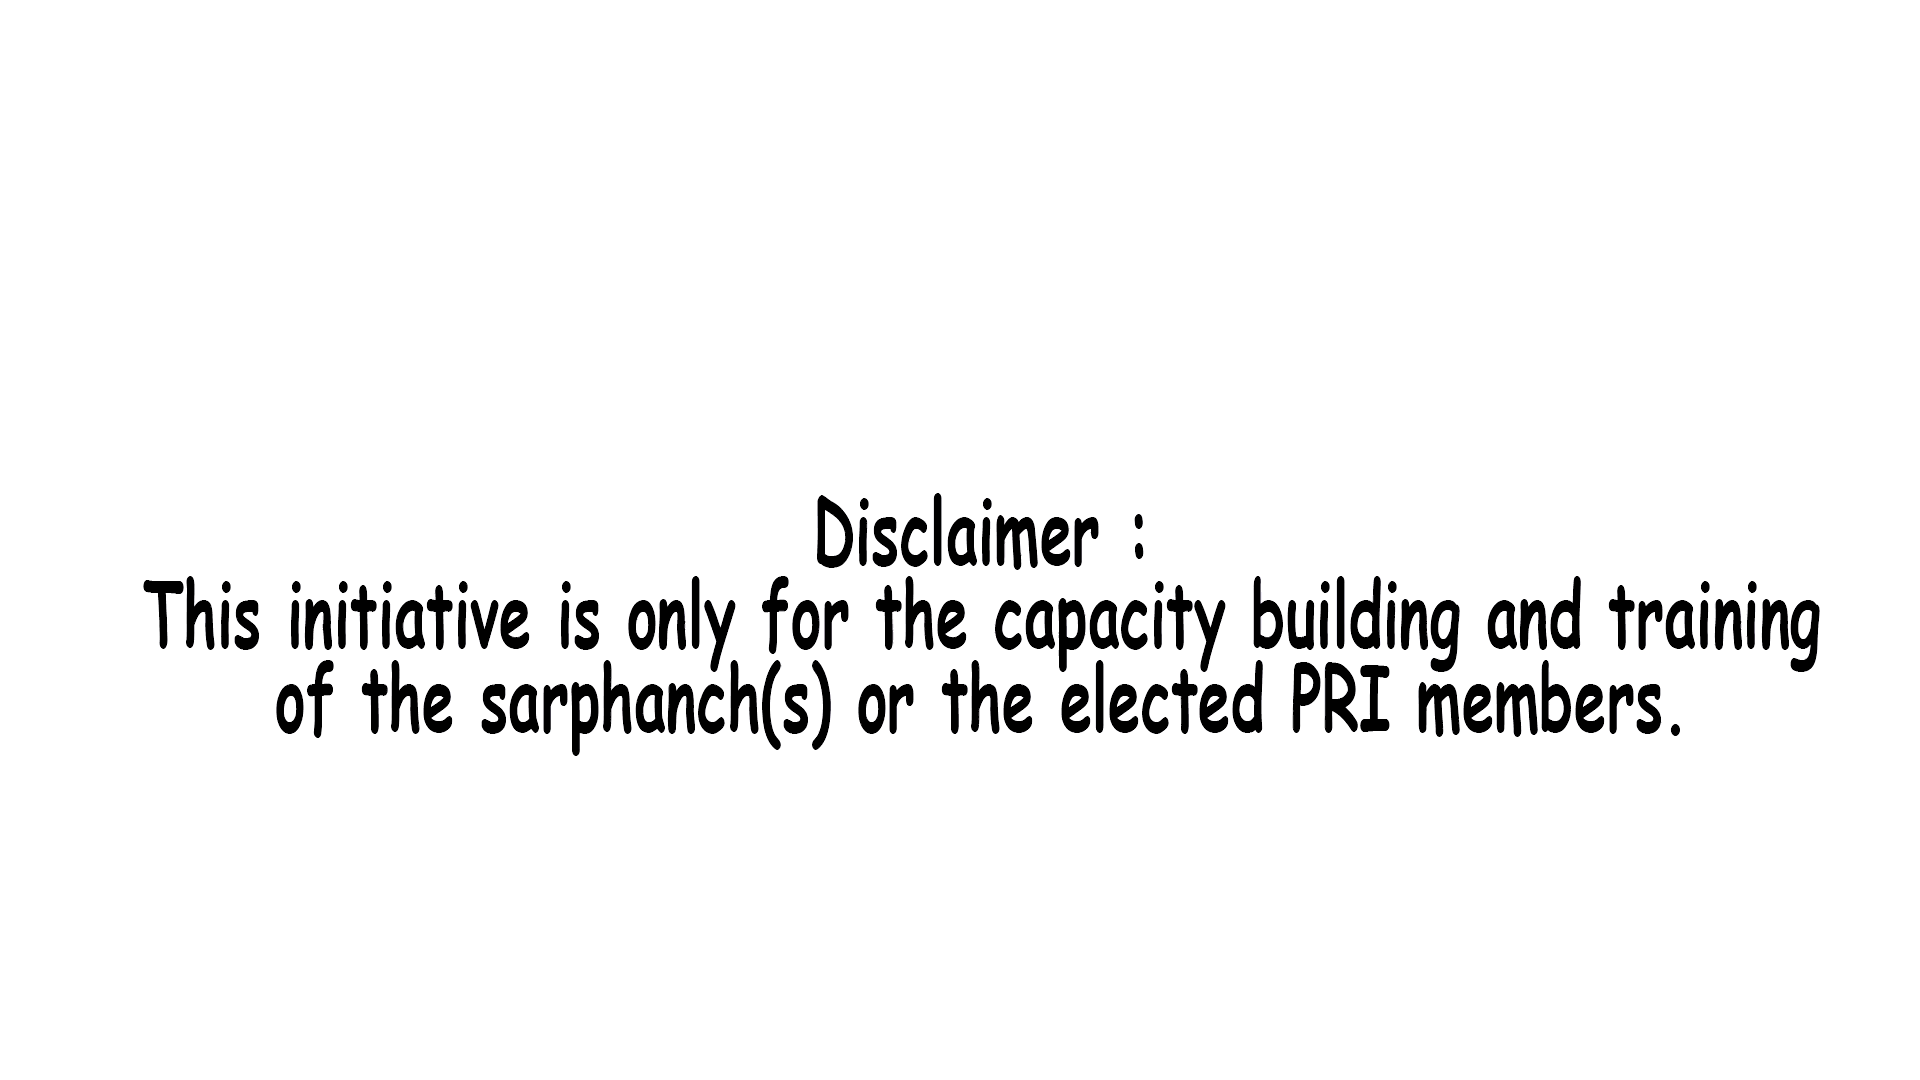 Disclaimer :
This initiative is only for the capacity building and training
of the sarphanch(s) or the elected PRI members.